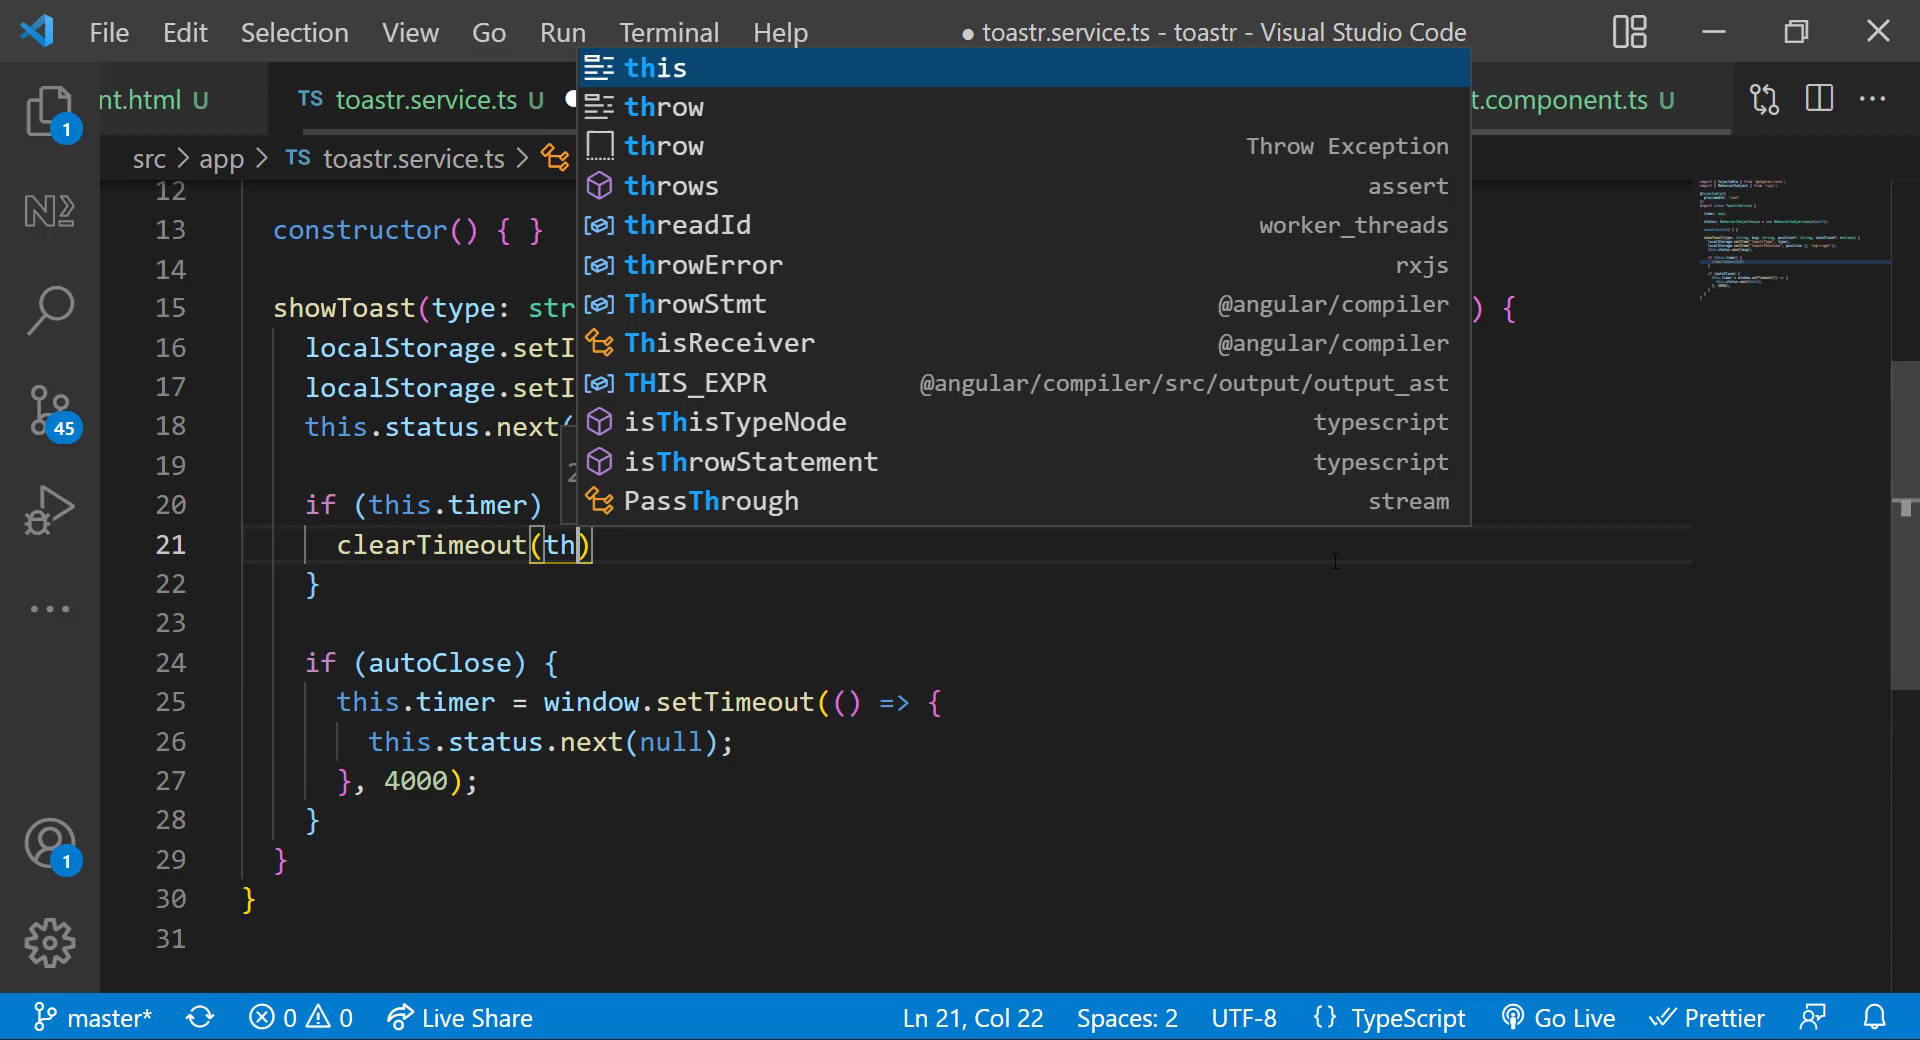 File Edit Selection View Go Run Terminal Help ● toastr.service.ts - toastr - Visual Studio Code
nt.html U TS toastr.service.ts U t.component.ts U
src > app > TS toastr.service.ts >
this
throw
throw Throw Exception
throws assert
threadId worker_threads
throwError rxjs
ThrowStmt @angular/compiler
ThisReceiver @angular/compiler
THIS_EXPR @angular/compiler/src/output/output_ast
isThisTypeNode typescript
isThrowStatement typescript
PassThrough stream
12
13 constructor() { }
14
15 showToast(type: str ) {
16 localStorage.setI
17 localStorage.setI
18 this.status.next(
19
20 if (this.timer)
21 clearTimeout(th)
22 }
23
24 if (autoClose) {
25 this.timer = window.setTimeout(() => {
26 this.status.next(null);
27 }, 4000);
28 }
29 }
30 }
31
1
45
1
master* 0 0 Live Share Ln 21, Col 22 Spaces: 2 UTF-8 {} TypeScript Go Live Prettier